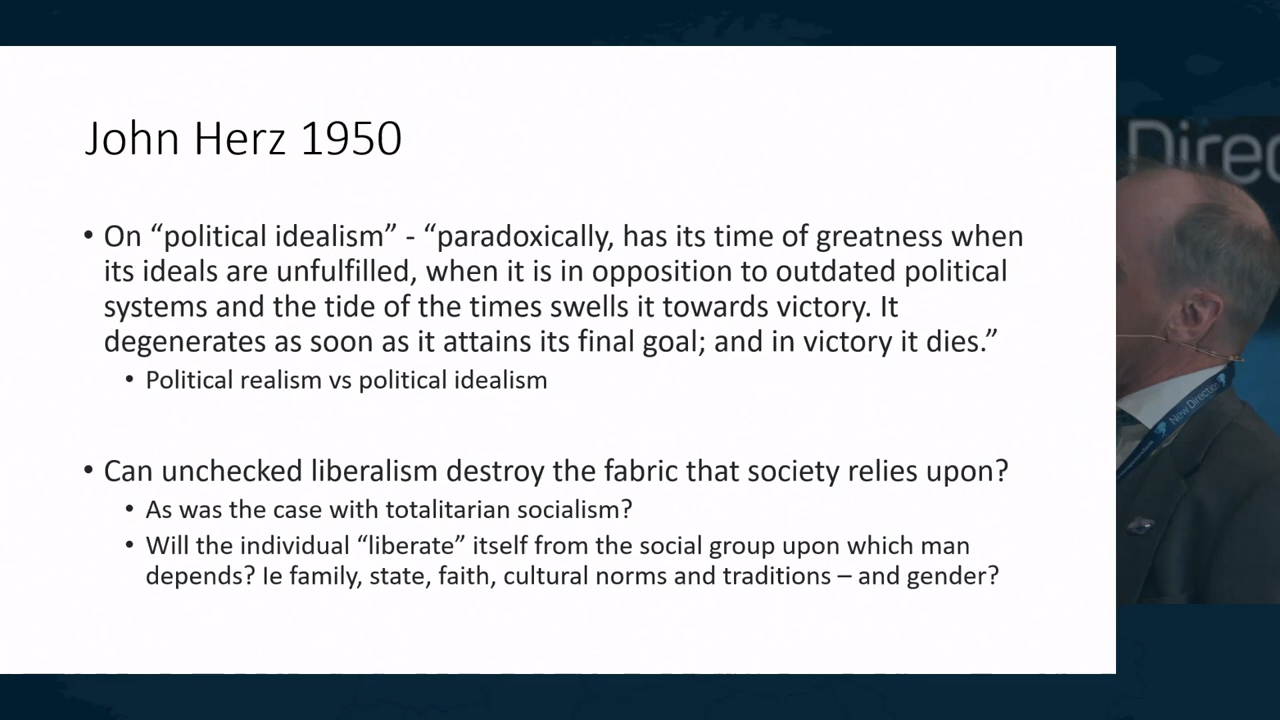 John Herz 1950
• On “political idealism” - “paradoxically, has its time of greatness when
its ideals are unfulfilled, when it is in opposition to outdated political
systems and the tide of the times swells it towards victory. It
degenerates as soon as it attains its final goal; and in victory it dies.”
• Political realism vs political idealism
• Can unchecked liberalism destroy the fabric that society relies upon?
• As was the case with totalitarian socialism?
• Will the individual “liberate” itself from the social group upon which man
depends? Ie family, state, faith, cultural norms and traditions – and gender?
Direc
New Direction